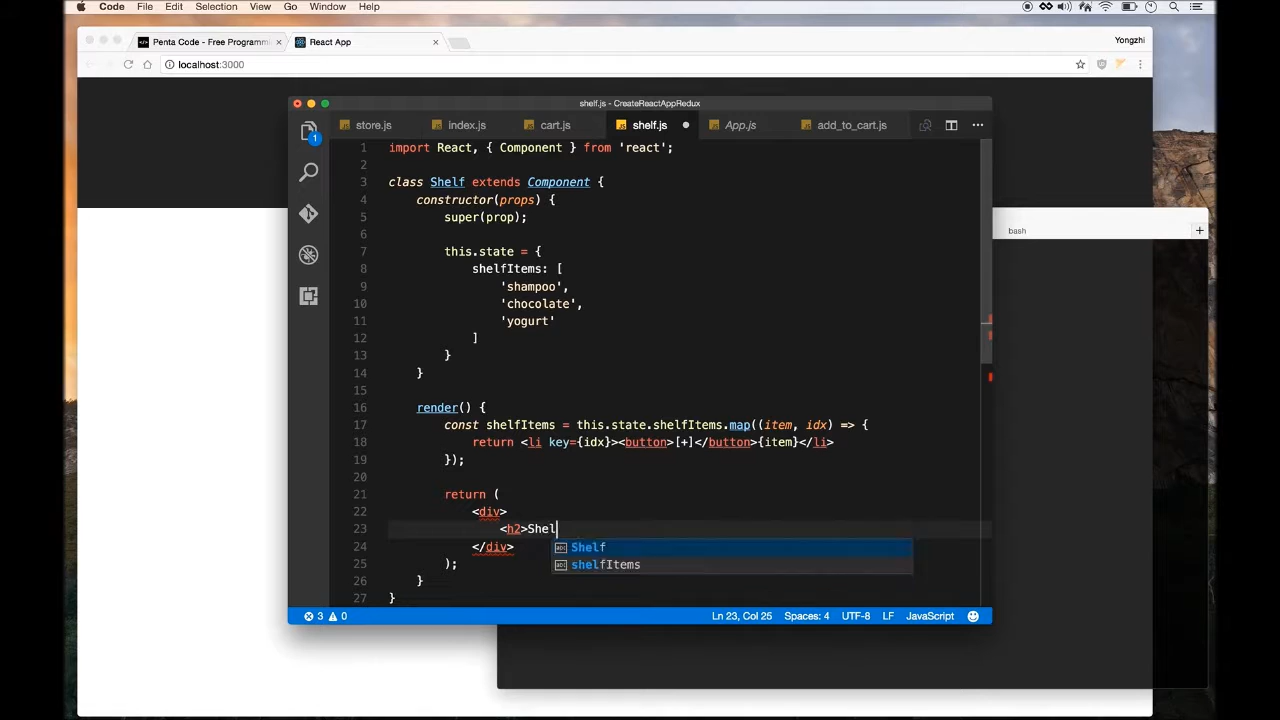 Code File Edit Selection View Go Window Help
Penta Code - Free Programmi × React App ×
Yongzhi
localhost:3000
shelf.js - CreateReactAppRedux
store.js index.js cart.js shelf.js App.js add_to_cart.js
1
1 import React, { Component } from 'react';
2
3 class Shelf extends Component {
4 constructor(props) {
5 super(prop);
6
7 this.state = {
8 shelfItems: [
9 'shampoo',
10 'chocolate',
11 'yogurt'
12 ]
13 }
14 }
15
16 render() {
17 const shelfItems = this.state.shelfItems.map((item, idx) => {
18 return <li key={idx}><button>[+]</button>{item}</li>
19 });
20
21 return (
22 <div>
23 <h2>Shel
24 </div>
25 );
26 }
27 }
abc Shelf
abc shelfItems
bash
3 0 Ln 23, Col 25 Spaces: 4 UTF-8 LF JavaScript